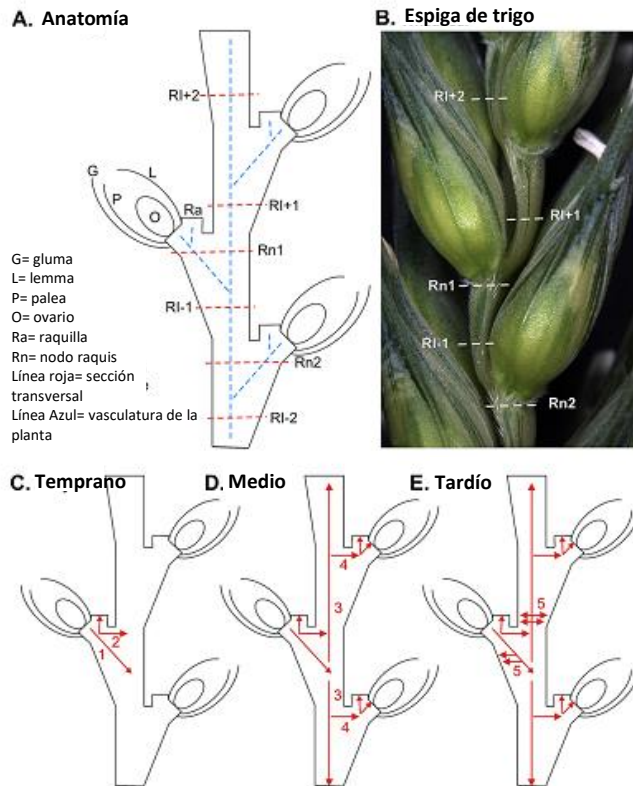 A. Anatomía
B. Espiga de trigo
RI+2
G
L
P
O
Ra
RI+1
Rn1
RI-1
Rn2
RI-2
G= gluma
L= lemma
P= palea
O= ovario
Ra= raquilla
Rn= nodo raquis
Línea roja= sección
transversal
Línea Azul= vasculatura de la
planta
RI+2
RI+1
Rn1
RI-1
Rn2
C. Temprano
D. Medio
E. Tardío
2
1
4
3
3
4
5
5